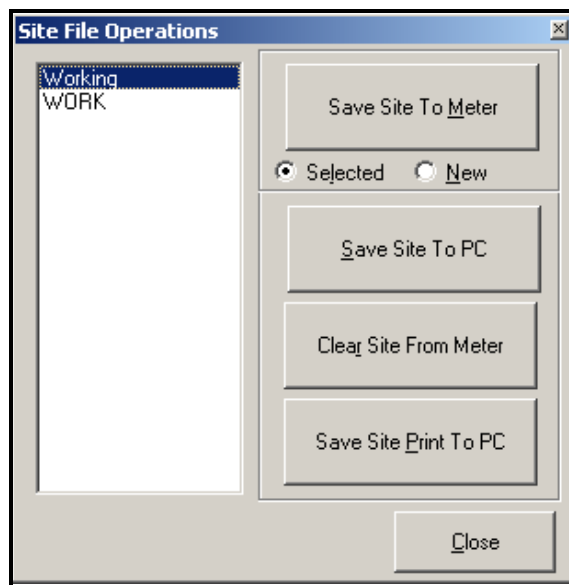 Site File Operations
Working
WORK
Save Site To Meter
Selected
New
Save Site To PC
Clear Site From Meter
Save Site Print To PC
Close